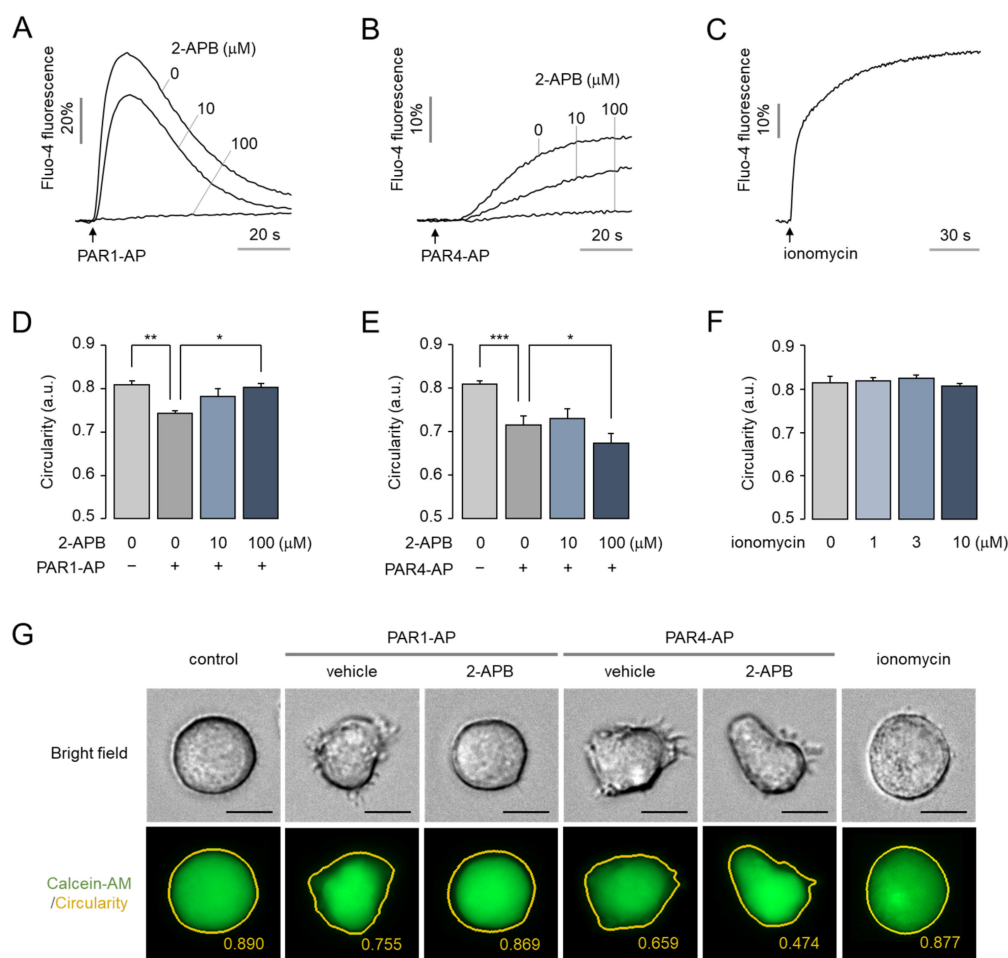 A
2-APB (μM)
0
10
100
Fluo-4 fluorescence
20%
PAR1-AP
20 s
B
2-APB (μM)
0
10
100
Fluo-4 fluorescence
10%
PAR4-AP
20 s
C
Fluo-4 fluorescence
10%
ionomycin
30 s
D
Circularity (a.u.)
0.9
0.8
0.7
0.6
0.5
**
*
2-APB 0 0 10 100 (μM)
PAR1-AP – + + +
E
Circularity (a.u.)
0.9
0.8
0.7
0.6
0.5
***
*
2-APB 0 0 10 100 (μM)
PAR4-AP – + + +
F
Circularity (a.u.)
0.9
0.8
0.7
0.6
0.5
ionomycin 0 1 3 10 (μM)
G
PAR1-AP PAR4-AP
control vehicle 2-APB vehicle 2-APB ionomycin
Bright field
Calcein-AM
/Circularity
0.890 0.755 0.869 0.659 0.474 0.877